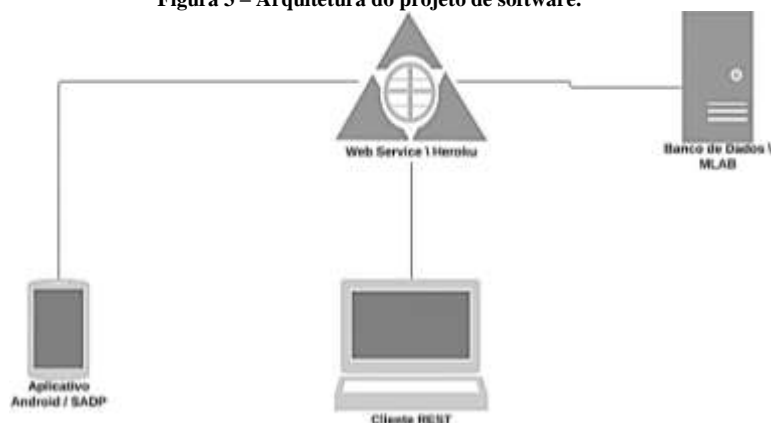 Figura 3 – Arquitetura do projeto de software.
Web Service \ Heroku
Banco de Dados \
MLAB
Aplicativo
Android / SADP
Cliente REST